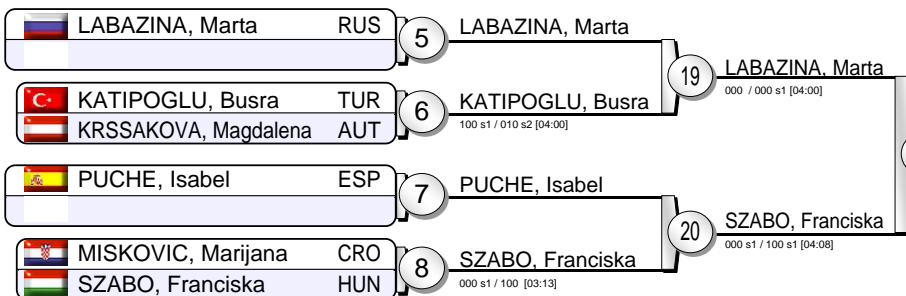 LABAZINA, Marta RUS
5
LABAZINA, Marta
KATIPOGLU, Busra TUR
KRSSAKOVA, Magdalena AUT
6
KATIPOGLU, Busra
100 s1 / 010 s2 [04:00]
19
LABAZINA, Marta
000 / 000 s1 [04:00]
PUCHE, Isabel ESP
7
PUCHE, Isabel
MISKOVIC, Marijana CRO
SZABO, Franciska HUN
8
SZABO, Franciska
000 s1 / 100 [03:13]
20
SZABO, Franciska
000 s1 / 100 s1 [04:08]